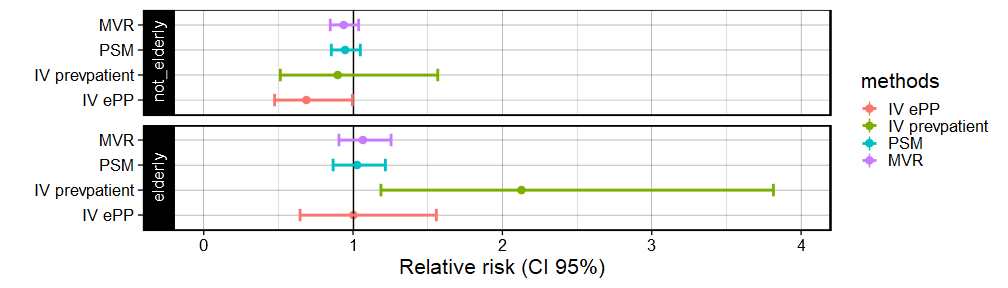 not_elderly
MVR
PSM
IV prevpatient
IV ePP
elderly
MVR
PSM
IV prevpatient
IV ePP
0 1 2 3 4
Relative risk (CI 95%)
methods
IV ePP
IV prevpatient
PSM
MVR